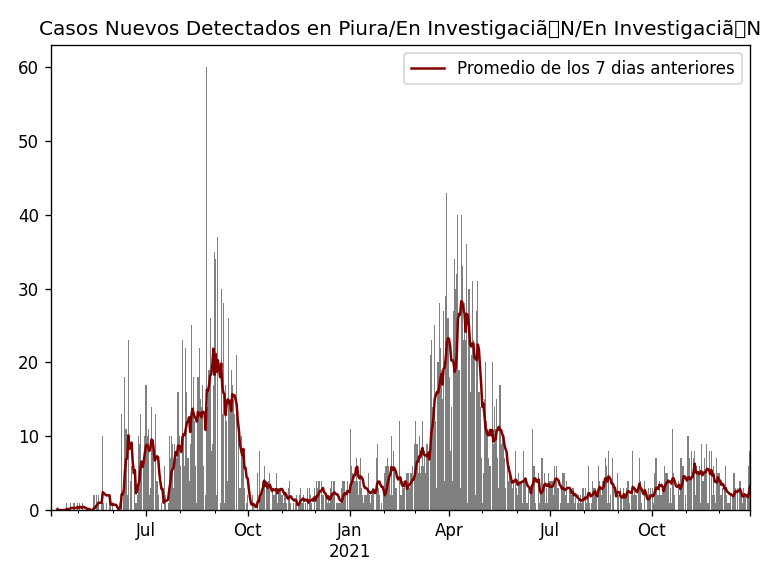 Casos Nuevos Detectados en Piura/En Investigaciã▯N/En Investigaciã▯N
Promedio de los 7 dias anteriores
60
50
40
30
20
10
0
Jul
Oct
Jan
2021
Apr
Jul
Oct